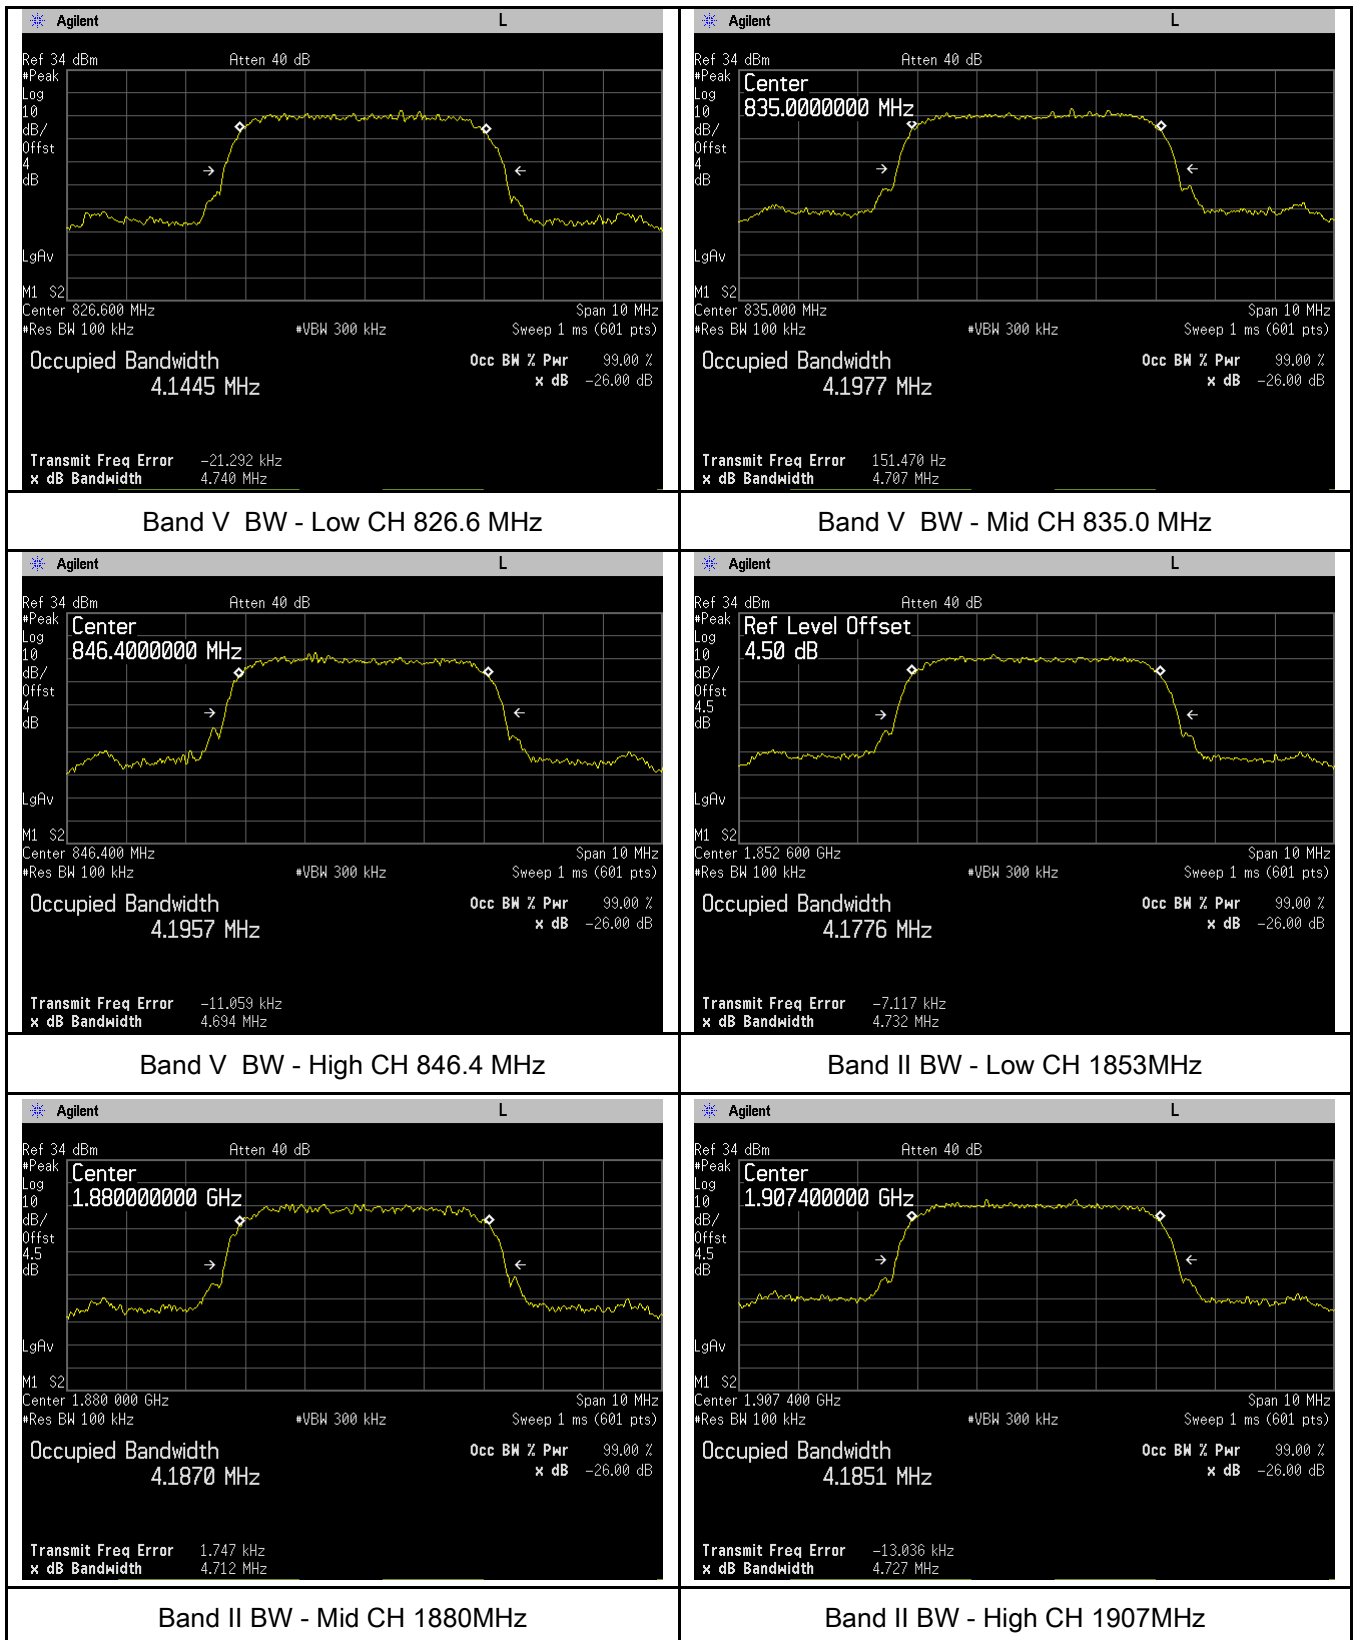 Agilent L
Ref 34 dBm Atten 40 dB
#Peak
Log
10
dB/
Offst
4
dB
LgAv
M1 S2
Center 826.600 MHz Span 10 MHz
#Res BW 100 kHz #VBW 300 kHz Sweep 1 ms (601 pts)
Occupied Bandwidth Occ BW % Pwr 99.00 %
4.1445 MHz x dB -26.00 dB
Transmit Freq Error -21.292 kHz
x dB Bandwidth 4.740 MHz
Band V BW - Low CH 826.6 MHz
Agilent L
Ref 34 dBm Atten 40 dB
#Peak
Log
10
dB/
Offst
4
dB
Center
835.0000000 MHz
LgAv
M1 S2
Center 835.000 MHz Span 10 MHz
#Res BW 100 kHz #VBW 300 kHz Sweep 1 ms (601 pts)
Occupied Bandwidth Occ BW % Pwr 99.00 %
4.1977 MHz x dB -26.00 dB
Transmit Freq Error 151.470 Hz
x dB Bandwidth 4.707 MHz
Band V BW - Mid CH 835.0 MHz
Agilent L
Ref 34 dBm Atten 40 dB
#Peak
Log
10
dB/
Offst
4
dB
Center
846.4000000 MHz
LgAv
M1 S2
Center 846.400 MHz Span 10 MHz
#Res BW 100 kHz #VBW 300 kHz Sweep 1 ms (601 pts)
Occupied Bandwidth Occ BW % Pwr 99.00 %
4.1957 MHz x dB -26.00 dB
Transmit Freq Error -11.059 kHz
x dB Bandwidth 4.694 MHz
Band V BW - High CH 846.4 MHz
Agilent L
Ref 34 dBm Atten 40 dB
#Peak
Log
10
dB/
Offst
4.5
dB
Ref Level Offset
4.50 dB
LgAv
M1 S2
Center 1.852 600 GHz Span 10 MHz
#Res BW 100 kHz #VBW 300 kHz Sweep 1 ms (601 pts)
Occupied Bandwidth Occ BW % Pwr 99.00 %
4.1776 MHz x dB -26.00 dB
Transmit Freq Error -7.117 kHz
x dB Bandwidth 4.732 MHz
Band II BW - Low CH 1853MHz
Agilent L
Ref 34 dBm Atten 40 dB
#Peak
Log
10
dB/
Offst
4.5
dB
Center
1.880000000 GHz
LgAv
M1 S2
Center 1.880 000 GHz Span 10 MHz
#Res BW 100 kHz #VBW 300 kHz Sweep 1 ms (601 pts)
Occupied Bandwidth Occ BW % Pwr 99.00 %
4.1870 MHz x dB -26.00 dB
Transmit Freq Error 1.747 kHz
x dB Bandwidth 4.712 MHz
Band II BW - Mid CH 1880MHz
Agilent L
Ref 34 dBm Atten 40 dB
#Peak
Log
10
dB/
Offst
4.5
dB
Center
1.907400000 GHz
LgAv
M1 S2
Center 1.907 400 GHz Span 10 MHz
#Res BW 100 kHz #VBW 300 kHz Sweep 1 ms (601 pts)
Occupied Bandwidth Occ BW % Pwr 99.00 %
4.1851 MHz x dB -26.00 dB
Transmit Freq Error -13.036 kHz
x dB Bandwidth 4.727 MHz
Band II BW - High CH 1907MHz